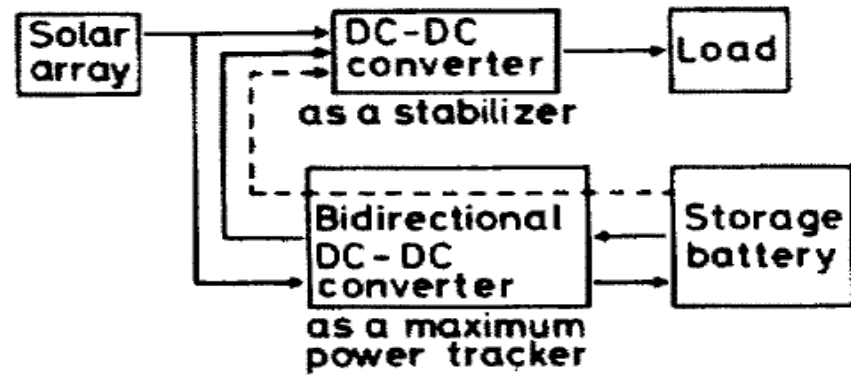 Solar
array
DC-DC
converter
as a stabilizer
Load
Bidirectional
DC-DC
converter
as a maximum
power tracker
Storage
battery